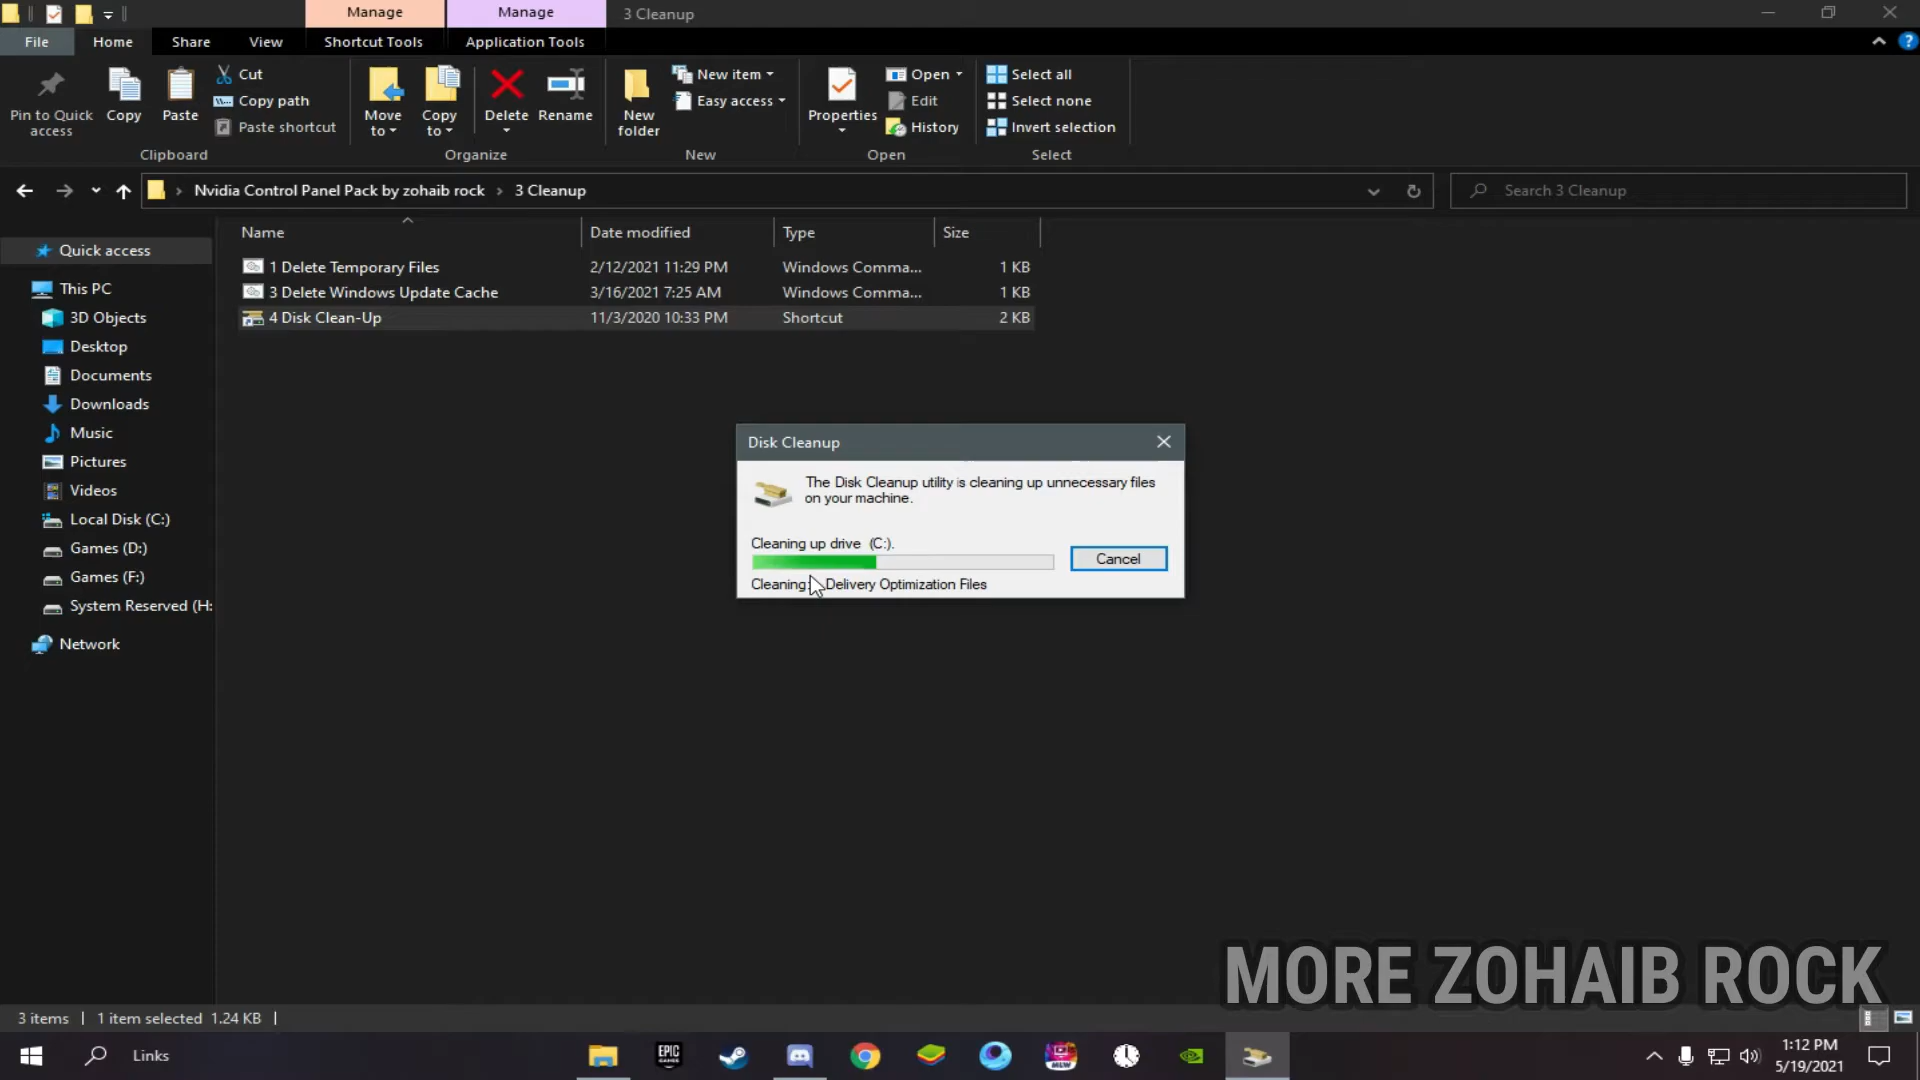 Manage
Manage
3 Cleanup
File
Home
Share
View
Shortcut Tools
Application Tools
Pin to Quick access
Copy
Paste
Cut
Copy path
Paste shortcut
Clipboard
Move to
Copy to
Delete
Rename
Organize
New folder
New item
Easy access
New
Properties
Open
Edit
History
Open
Select all
Select none
Invert selection
Select
Nvidia Control Panel Pack by zohaib rock › 3 Cleanup
Search 3 Cleanup
Name
Date modified
Type
Size
1 Delete Temporary Files 2/12/2021 11:29 PM Windows Comma... 1 KB
3 Delete Windows Update Cache 3/16/2021 7:25 AM Windows Comma... 1 KB
4 Disk Clean-Up 11/3/2020 10:33 PM Shortcut 2 KB
Quick access
This PC
3D Objects
Desktop
Documents
Downloads
Music
Pictures
Videos
Local Disk (C:)
Games (D:)
Games (F:)
System Reserved (H:
Network
Disk Cleanup
The Disk Cleanup utility is cleaning up unnecessary files
on your machine.
Cleaning up drive (C:).
Cancel
Cleaning: Delivery Optimization Files
MORE ZOHAIB ROCK
3 items 1 item selected 1.24 KB
Links
EPIC GAMES
1:12 PM
5/19/2021